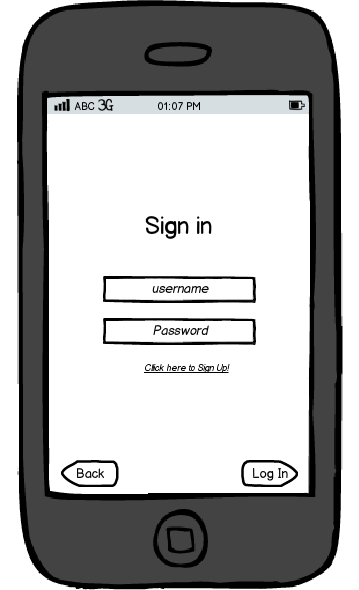 ABC 3G 01:07 PM
Sign in
username
Password
Click here to Sign Up!
Back Log In